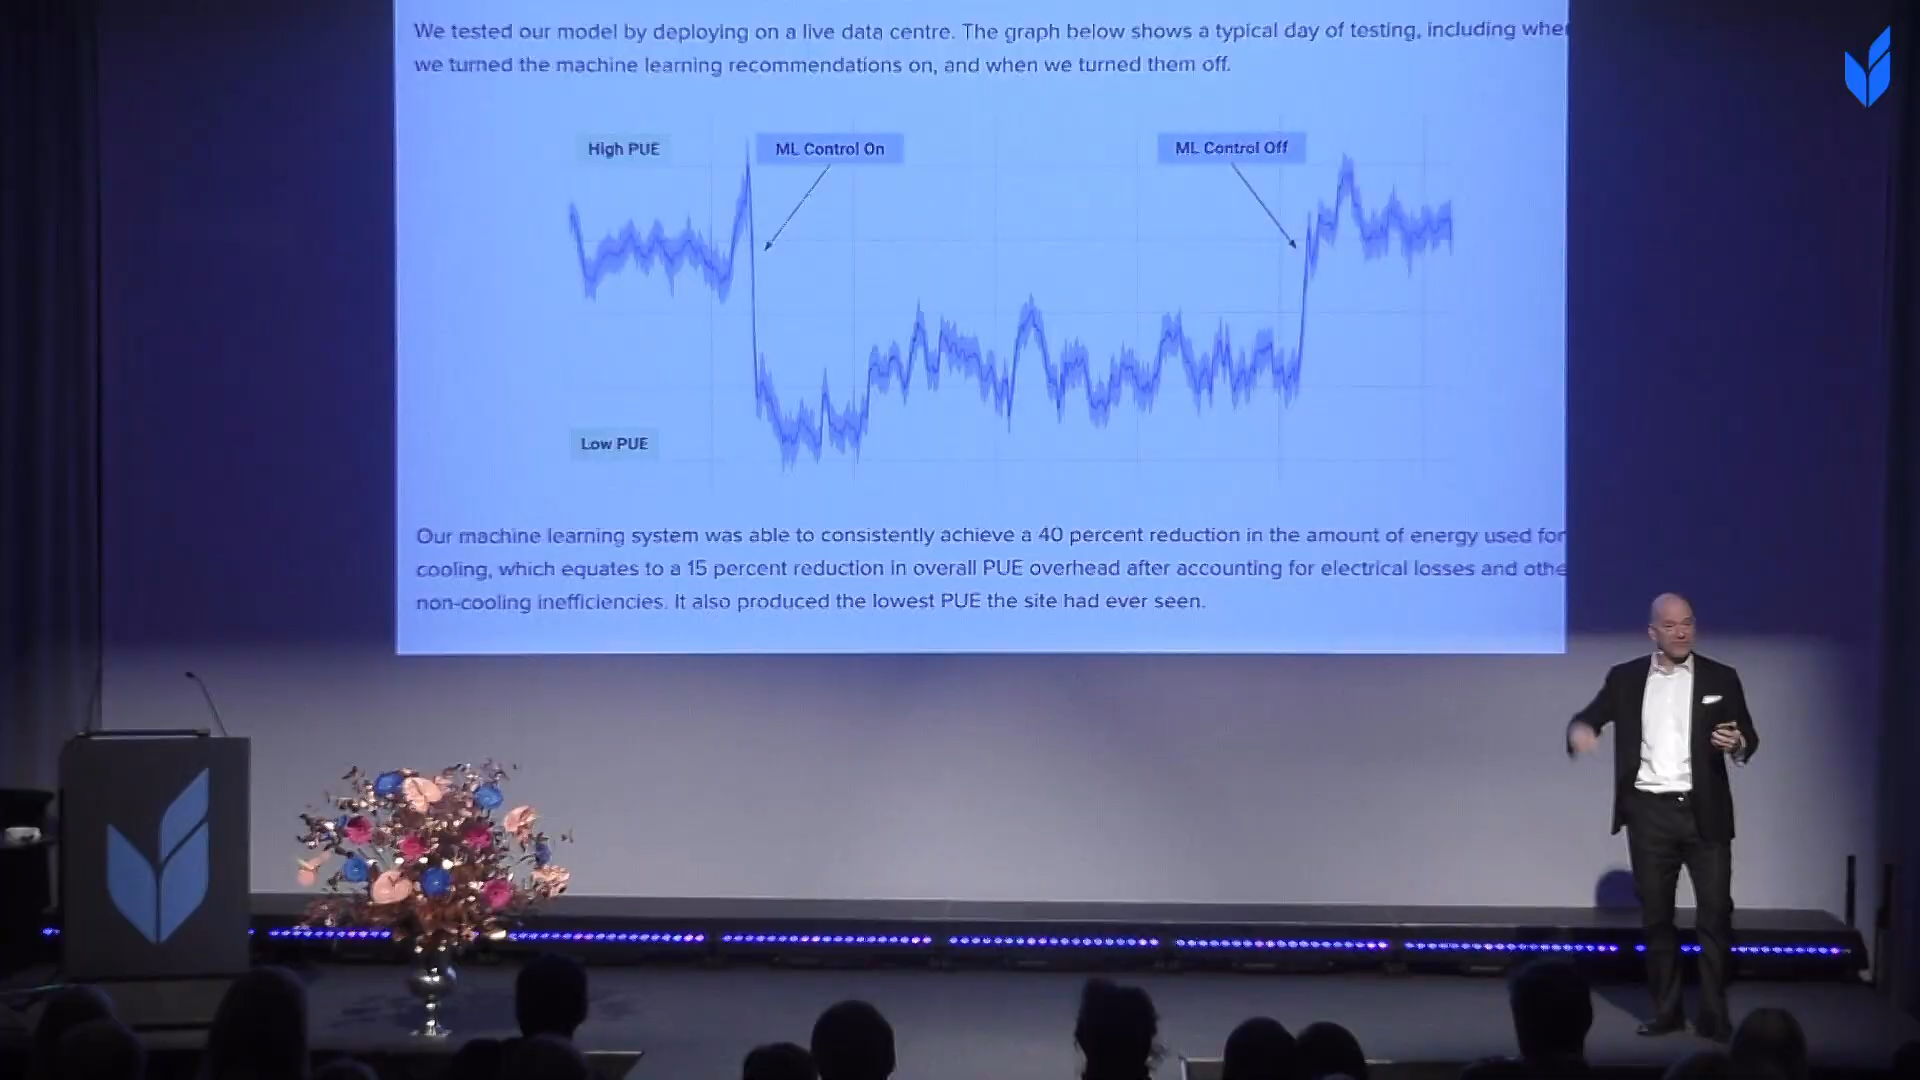 We tested our model by deploying on a live data centre. The graph below shows a typical day of testing, including
we turned the machine learning recommendations on, and when we turned them off.
High PUE
ML Control On
ML Control Off
Low PUE
Our machine learning system was able to consistently achieve a 40 percent reduction in the amount of energy used for
cooling, which equates to a 15 percent reduction in overall PUE overhead after accounting for electrical losses and
non-cooling inefficiencies. It also produced the lowest PUE the site had ever seen.